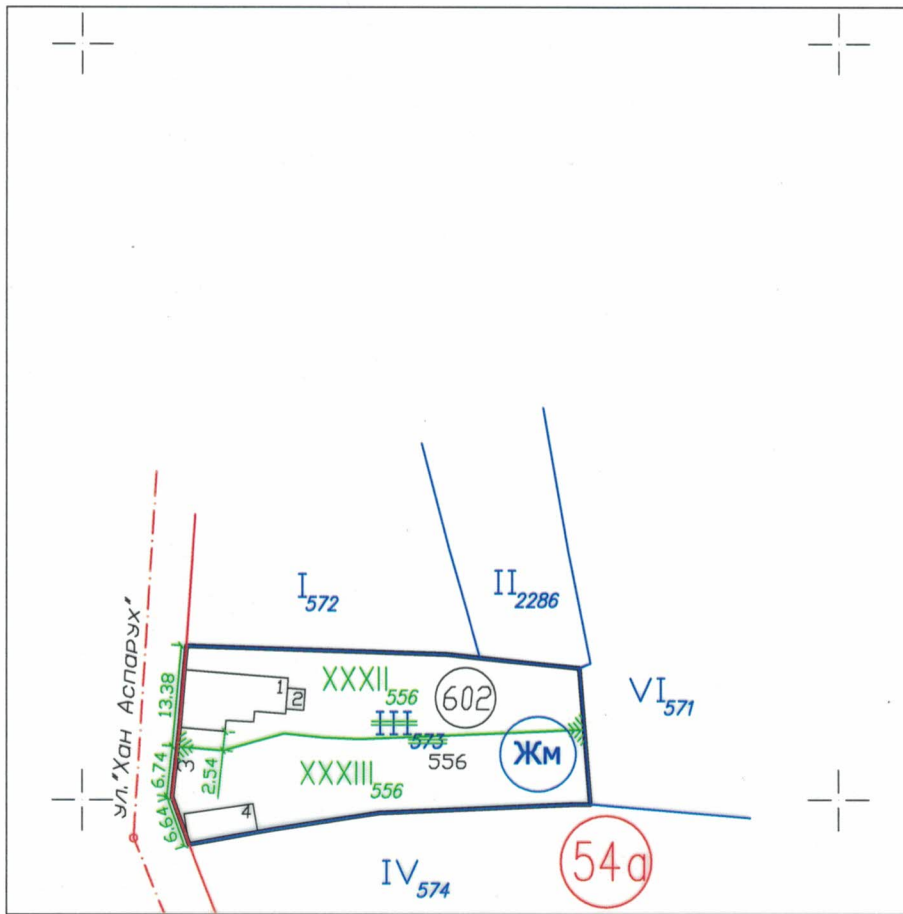 I572
II2286
VI571
ул."Хан Аспарух"
13.38
1
2
XXXII556
602
III573
556
Жм
3
6.74
2.54
XXXIII556
6.64
4
IV574
54а